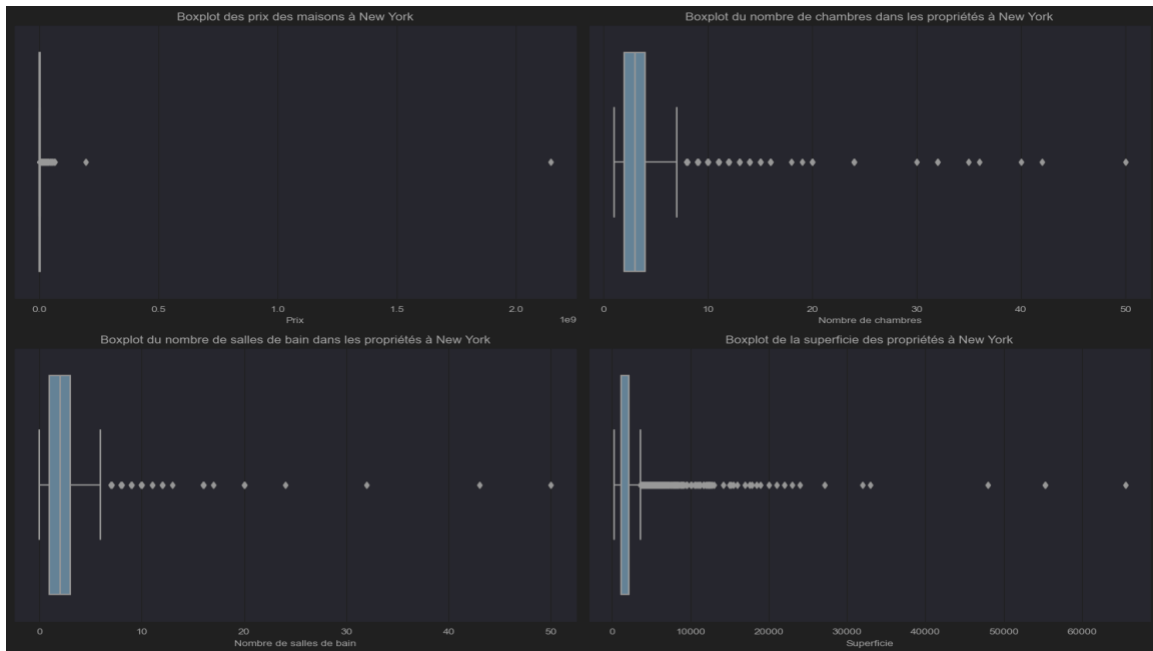 Boxplot des prix des maisons à New York
0.0 0.5 1.0 1.5 2.0
Prix
1e9
Boxplot du nombre de chambres dans les propriétés à New York
0 10 20 30 40 50
Nombre de chambres
Boxplot du nombre de salles de bain dans les propriétés à New York
0 10 20 30 40 50
Nombre de salles de bain
Boxplot de la superficie des propriétés à New York
0 10000 20000 30000 40000 50000 60000
Superficie